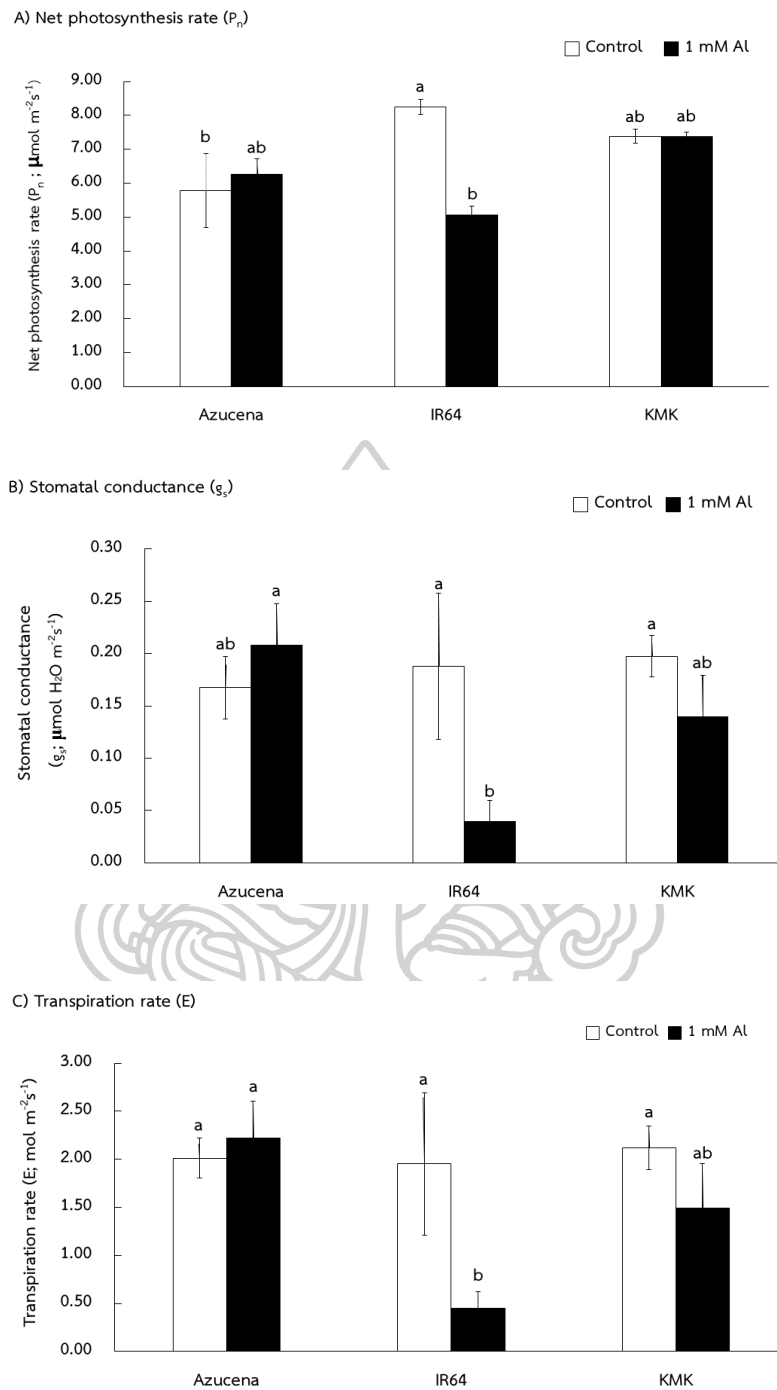 A) Net photosynthesis rate (Pₙ)
Control 1 mM Al
Net photosynthesis rate (Pₙ ; μmol m⁻²s⁻¹)
9.00
8.00
7.00
6.00
5.00
4.00
3.00
2.00
1.00
0.00
b ab a b ab ab
Azucena IR64 KMK
B) Stomatal conductance (gₛ)
Control 1 mM Al
Stomatal conductance
(gₛ; μmol H₂O m⁻²s⁻¹)
0.30
0.25
0.20
0.15
0.10
0.05
0.00
ab a a b a ab
Azucena IR64 KMK
C) Transpiration rate (E)
Control 1 mM Al
Transpiration rate (E; mol m⁻²s⁻¹)
3.00
2.50
2.00
1.50
1.00
0.50
0.00
a a a b a ab
Azucena IR64 KMK